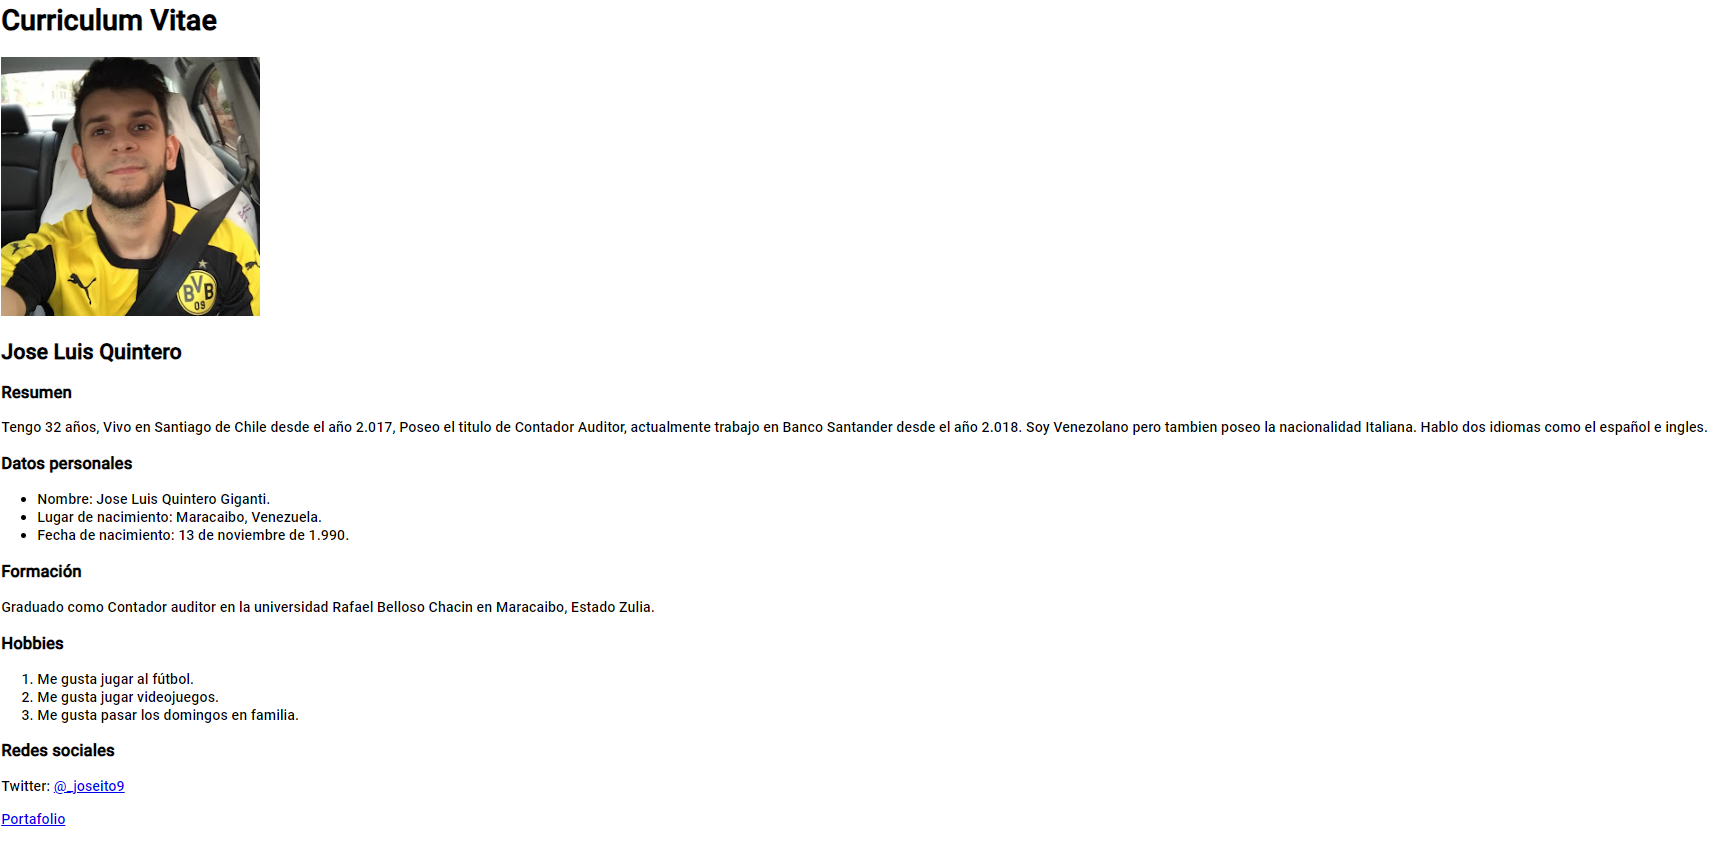 Curriculum Vitae
BVB
09
Jose Luis Quintero
Resumen
Tengo 32 años, Vivo en Santiago de Chile desde el año 2.017, Poseo el titulo de Contador Auditor, actualmente trabajo en Banco Santander desde el año 2.018. Soy Venezolano pero tambien poseo la nacionalidad Italiana. Hablo dos idiomas como el español e ingles.
Datos personales
• Nombre: Jose Luis Quintero Giganti.
• Lugar de nacimiento: Maracaibo, Venezuela.
• Fecha de nacimiento: 13 de noviembre de 1.990.
Formación
Graduado como Contador auditor en la universidad Rafael Belloso Chacin en Maracaibo, Estado Zulia.
Hobbies
1. Me gusta jugar al fútbol.
2. Me gusta jugar videojuegos.
3. Me gusta pasar los domingos en familia.
Redes sociales
Twitter: @_joseito9
Portafolio